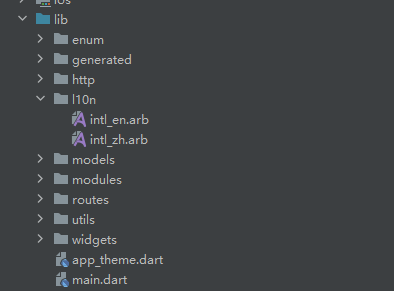 ios
lib
enum
generated
http
l10n
intl_en.arb
intl_zh.arb
models
modules
routes
utils
widgets
app_theme.dart
main.dart